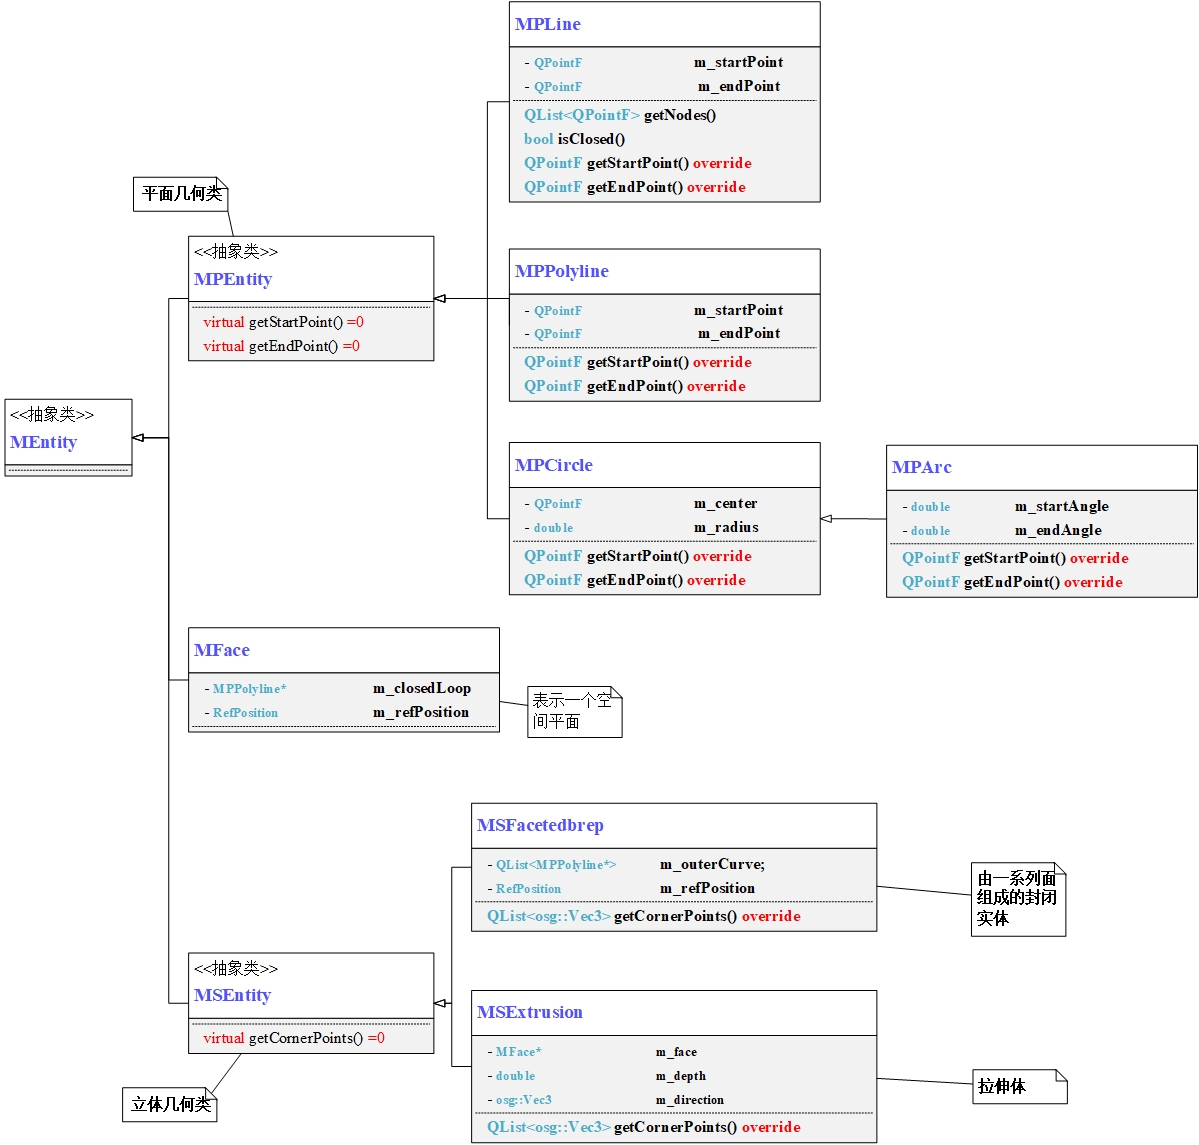 MPLine
- QPointF m_startPoint
- QPointF m_endPoint
QList<QPointF> getNodes()
bool isClosed()
QPointF getStartPoint() override
QPointF getEndPoint() override
平面几何类
<<抽象类>>
MPEntity
virtual getStartPoint() =0
virtual getEndPoint() =0
MPPolyline
- QPointF m_startPoint
- QPointF m_endPoint
QPointF getStartPoint() override
QPointF getEndPoint() override
<<抽象类>>
MEntity
MPCircle
- QPointF m_center
- double m_radius
QPointF getStartPoint() override
QPointF getEndPoint() override
MPArc
- double m_startAngle
- double m_endAngle
QPointF getStartPoint() override
QPointF getEndPoint() override
MFace
- MPPolyline* m_closedLoop
- RefPosition m_refPosition
表示一个空
间平面
MSFacetedbrep
- QList<MPPolyline*> m_outerCurve;
- RefPosition m_refPosition
QList<osg::Vec3> getCornerPoints() override
由一系列面
组成的封闭
实体
<<抽象类>>
MSEntity
virtual getCornerPoints() =0
立体几何类
MSExtrusion
- MFace* m_face
- double m_depth
- osg::Vec3 m_direction
QList<osg::Vec3> getCornerPoints() override
拉伸体